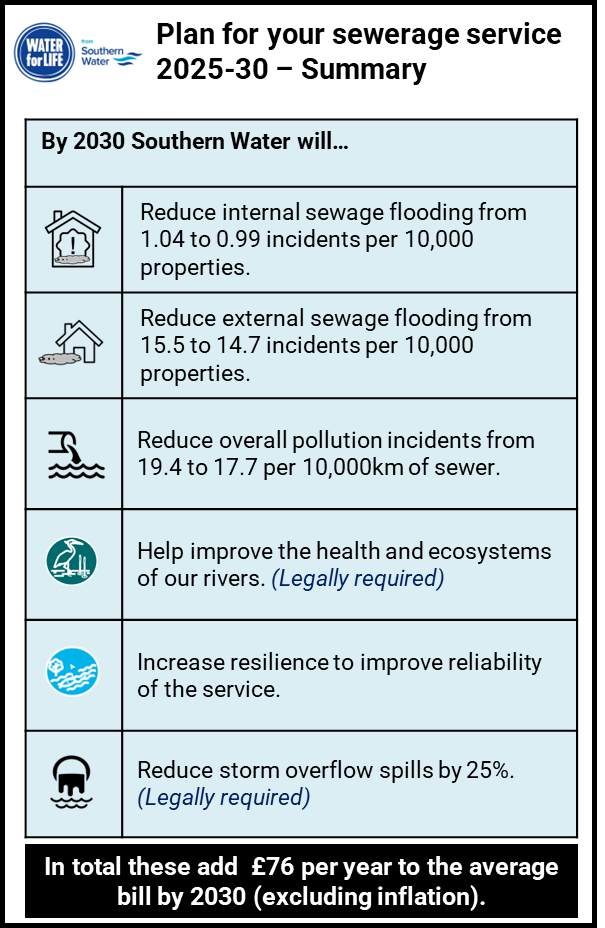 WATER
for LIFE
from
Southern
Water
Plan for your sewerage service
2025-30 – Summary
By 2030 Southern Water will…
!
Reduce internal sewage flooding from
1.04 to 0.99 incidents per 10,000
properties.
Reduce external sewage flooding from
15.5 to 14.7 incidents per 10,000
properties.
Reduce overall pollution incidents from
19.4 to 17.7 per 10,000km of sewer.
Help improve the health and ecosystems
of our rivers. (Legally required)
Increase resilience to improve reliability
of the service.
Reduce storm overflow spills by 25%.
(Legally required)
In total these add  £76 per year to the average
bill by 2030 (excluding inflation).